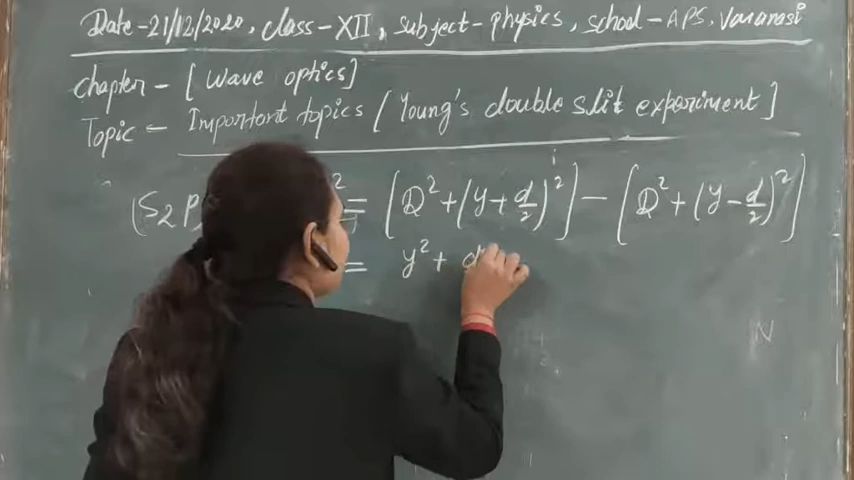 Date-21/12/2020, Class-XII, Subject-physics, School-APS, Varanasi
chapter - [wave optics]
Topic - Important topics [Young's double slit experiment]
(S₂P ² = [D²+(y+d/2)²] - [D²+(y-d/2)²]
= y²+ d
N